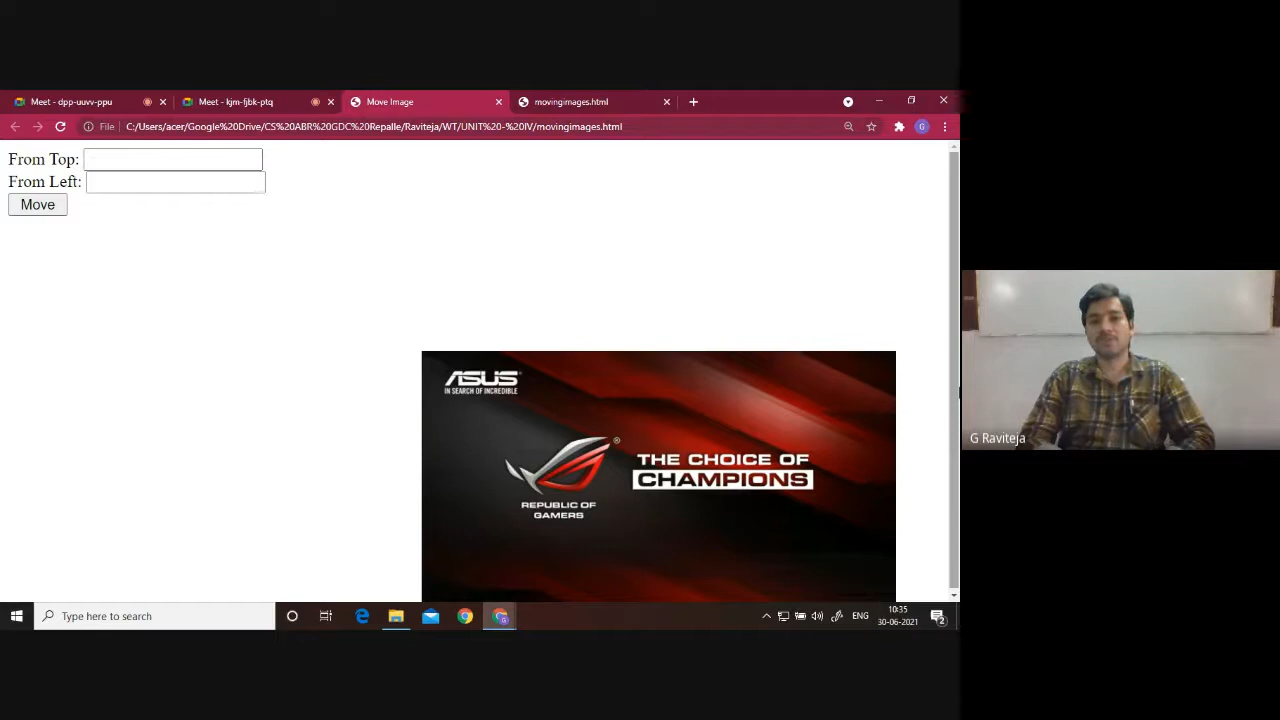 Meet - dpp-uuvv-ppu
Meet - kjm-fjbk-ptq
Move Image
movingimages.html
File
C:/Users/acer/Google%20Drive/CS%20ABR%20GDC%20Repalle/Raviteja/WT/UNIT%20-%20IV/movingimages.html
G
From Top:
From Left:
Move
ASUS
IN SEARCH OF INCREDIBLE
REPUBLIC OF
GAMERS
THE CHOICE OF
CHAMPIONS
G Raviteja
Type here to search
ENG
10:35
30-06-2021
2